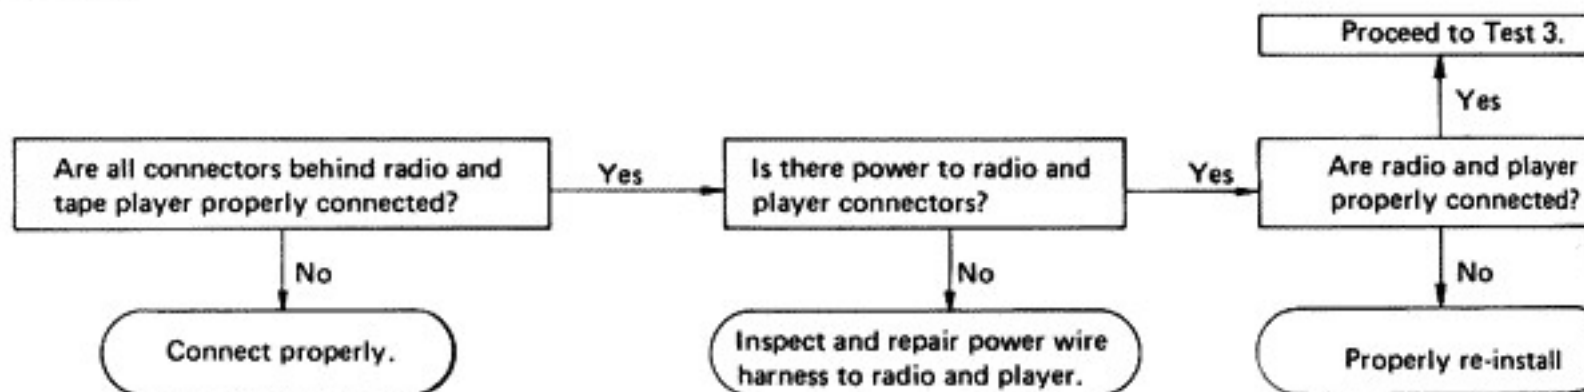 Proceed to Test 3.
Yes
Are all connectors behind radio and
tape player properly connected?
Yes
Is there power to radio and
player connectors?
Yes
Are radio and player
properly connected?
No
No
No
Connect properly.
Inspect and repair power wire
harness to radio and player.
Properly re-install